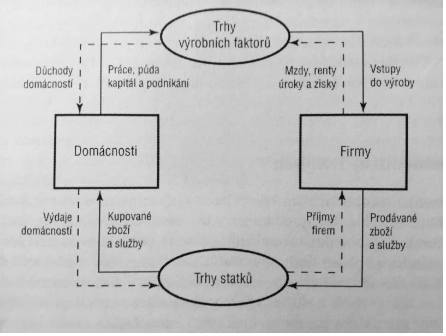 Trhy
výrobních faktorů
Důchody
domácností
Práce, půda
kapitál a podnikání
Mzdy, renty
úroky a zisky
Vstupy
do výroby
Domácnosti
Firmy
Výdaje
domácností
Kupované
zboží
a služby
Příjmy
firem
Prodávané
zboží
a služby
Trhy statků